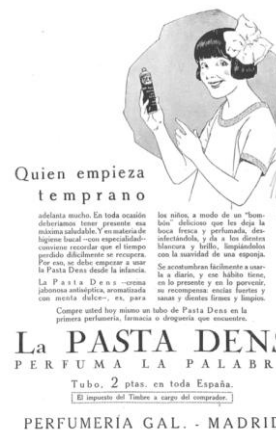 Quien empieza
temprano
adelanta mucho. En toda ocasión
deberíamos tener presente esa
máxima saludable. Y en materia de
higiene bucal —con especialidad—
conviene recordar que el tiempo
perdido difícilmente se recupera.
Por eso, se debe empezar a usar
la Pasta Dens desde la infancia.
La Pasta Dens —crema
jabonosa antiséptica, aromatizada
con menta dulce—, es, para
los niños, a modo de un "bom-
bón" delicioso que les deja la
boca fresca y perfumada, des-
infectándola, y da a los dientes
blancura y brillo, limpiándolos
con la suavidad de una esponja.
Se acostumbran fácilmente a usar-
la a diario, y ese hábito tiene,
en lo presente y en lo porvenir,
su recompensa: encías fuertes y
sanas y dientes firmes y limpios.
Compre usted hoy mismo un tubo de Pasta Dens en la
primera perfumería, farmacia o droguería que encuentre.
La PASTA DENS
PERFUMA LA PALABR
Tubo, 2 ptas. en toda España.
El impuesto del Timbre a cargo del comprador.
PERFUMERÍA GAL. - MADRID